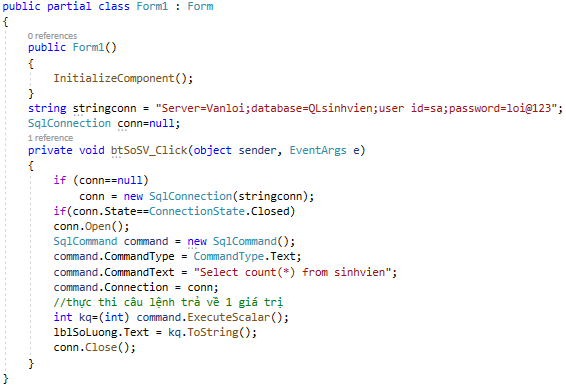 public partial class Form1 : Form
{
0 references
public Form1()
{
InitializeComponent();
}
string stringconn = "Server=Vanloi;database=QLsinhvien;user id=sa;password=loi@123";
SqlConnection conn=null;
1 reference
private void btSoSV_Click(object sender, EventArgs e)
{
if (conn==null)
conn = new SqlConnection(stringconn);
if(conn.State==ConnectionState.Closed)
conn.Open();
SqlCommand command = new SqlCommand();
command.CommandType = CommandType.Text;
command.CommandText = "Select count(*) from sinhvien";
command.Connection = conn;
//thực thi câu lệnh trả về 1 giá trị
int kq=(int) command.ExecuteScalar();
lblSoLuong.Text = kq.ToString();
conn.Close();
}
}